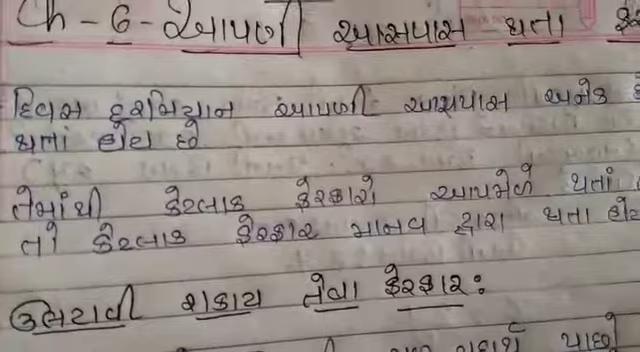 Ch - 6 - આપણી આસપાસ થતા
દિવસ દરમિયાન આપણી આસપાસ અનેક
થતાં હોય છે
તેમાંથી કેટલાક ફેરફારો આપમેળે થતાં
તો કેટલાક ફેરફાર માનવ દ્વારા થતા
ઉલટાવી શકાય તેવા ફેરફાર :
પદાર્થ પાછો